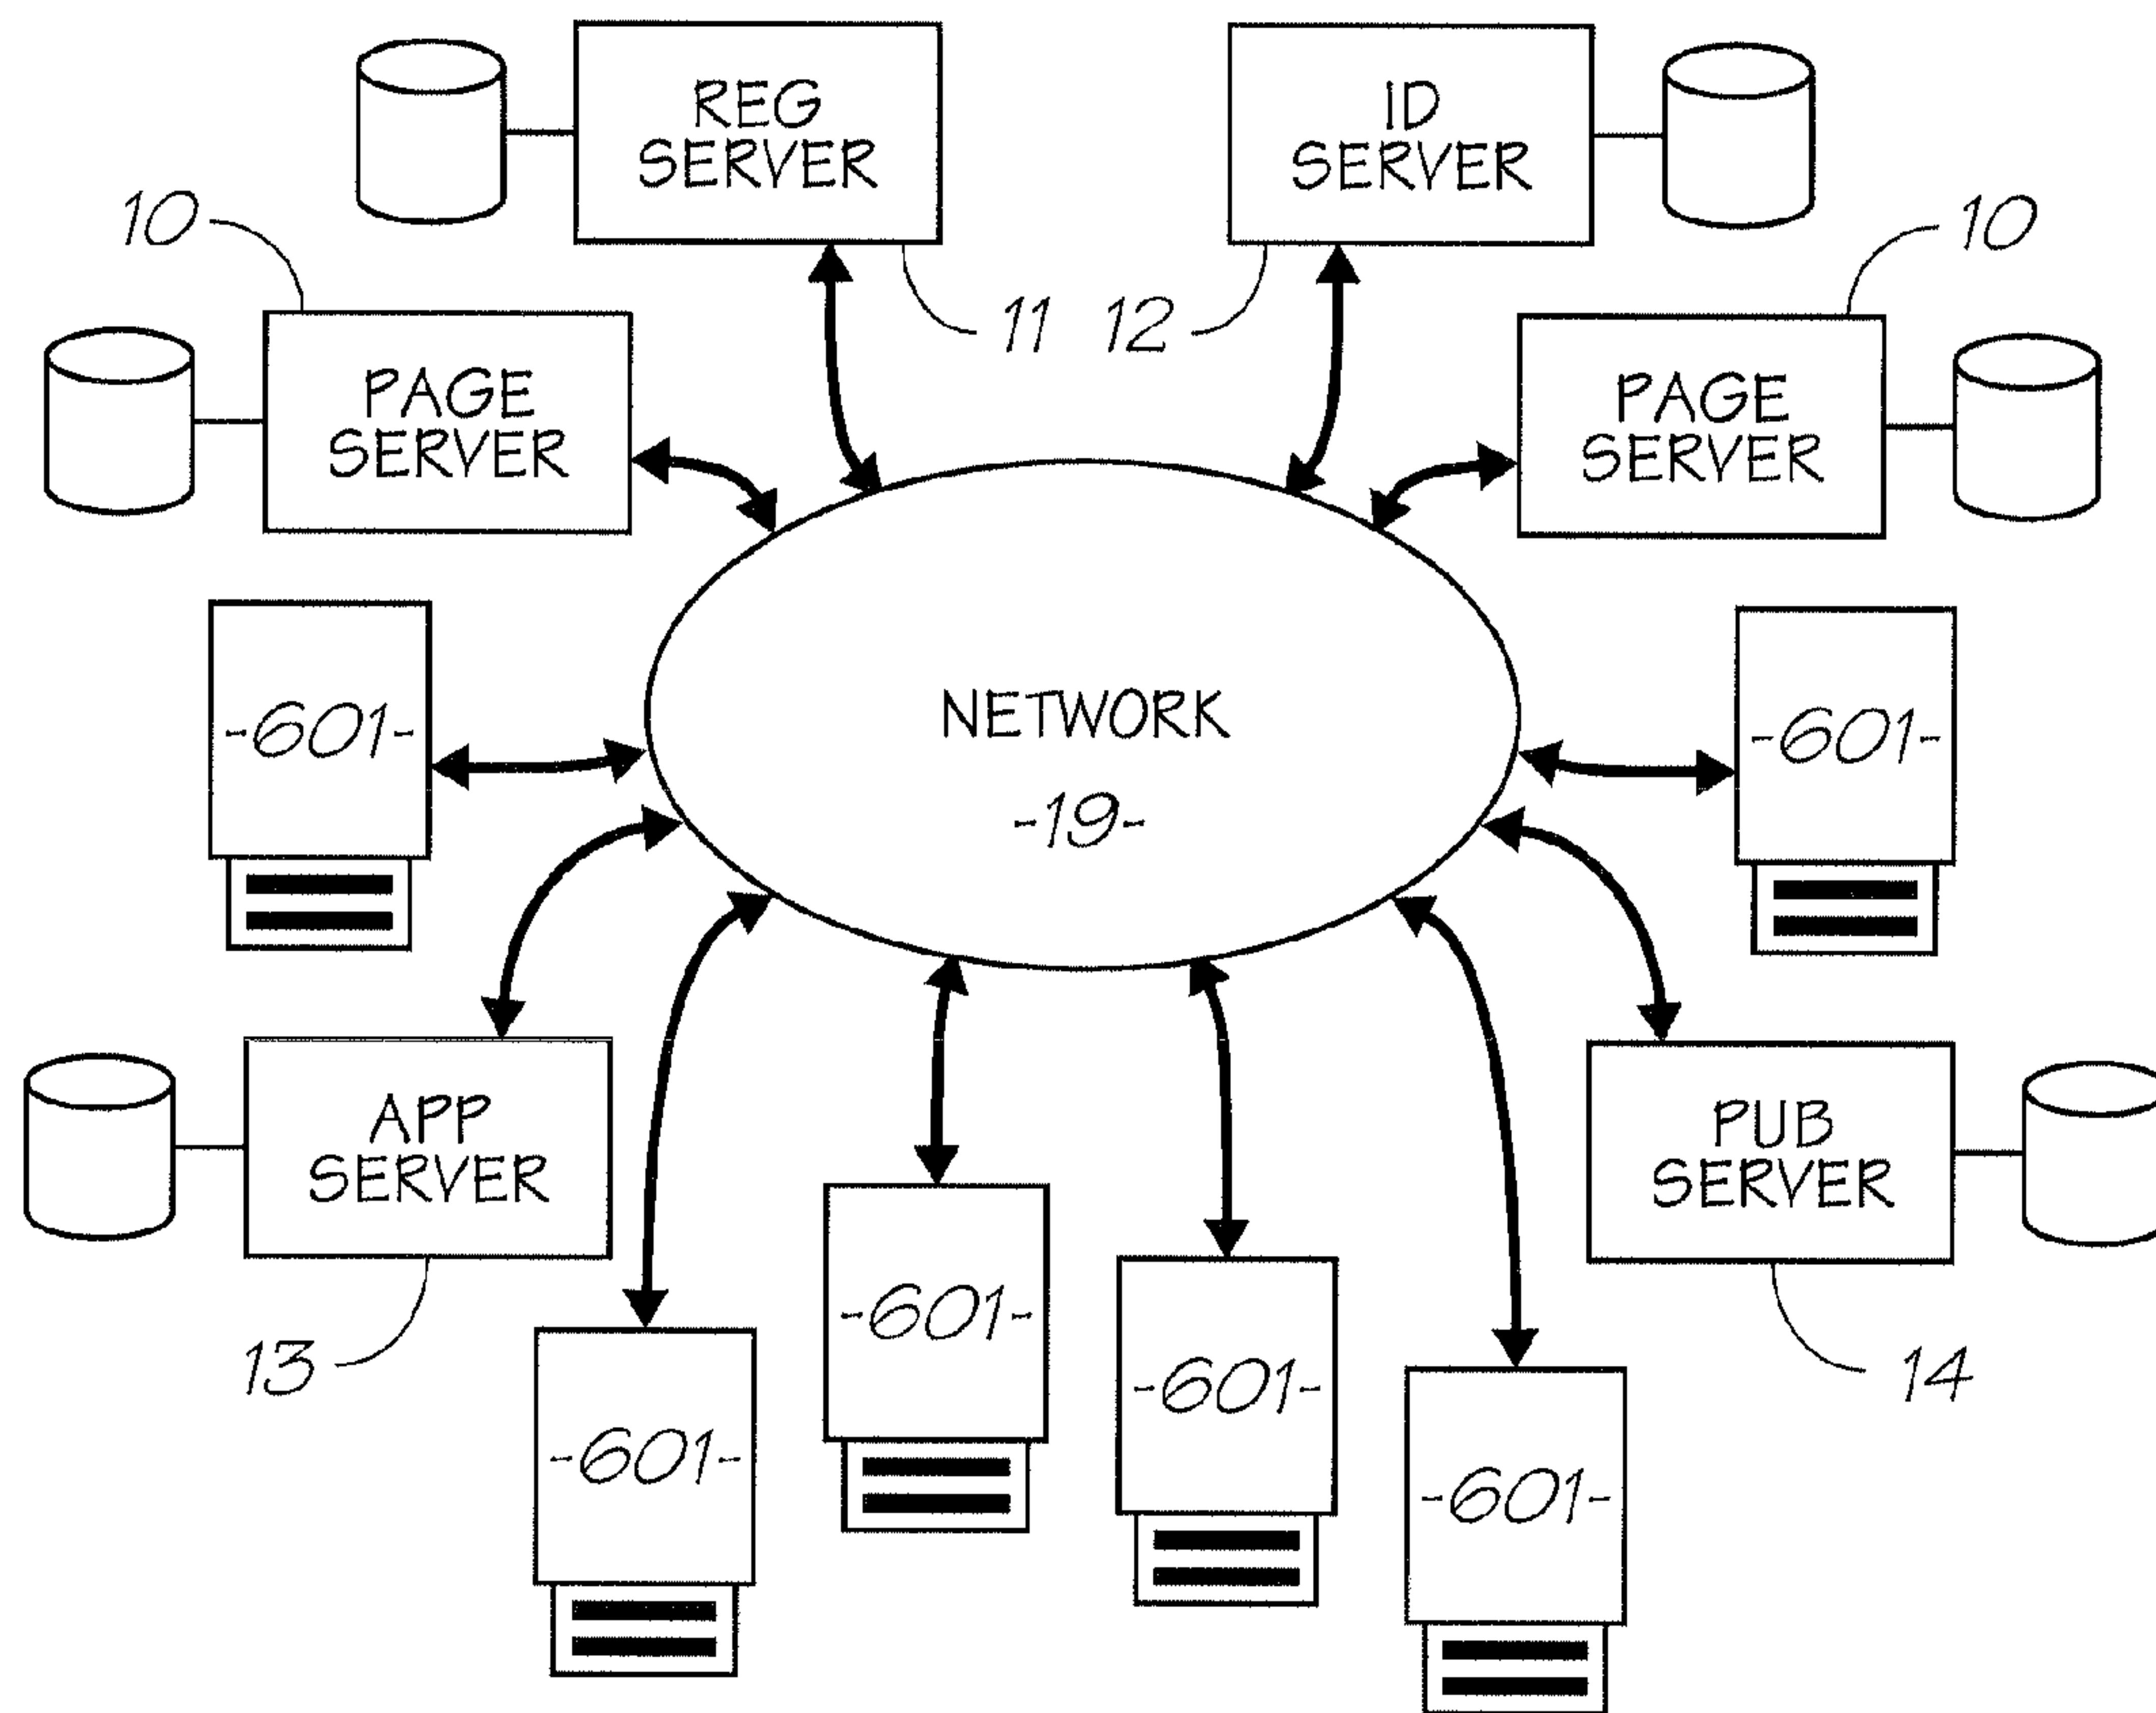 REG
SERVER
ID
SERVER
10
10
11
12
PAGE
SERVER
PAGE
SERVER
NETWORK
-19-
-601-
-601-
APP
SERVER
PUB
SERVER
13
14
-601-
-601-
-601-
-601-